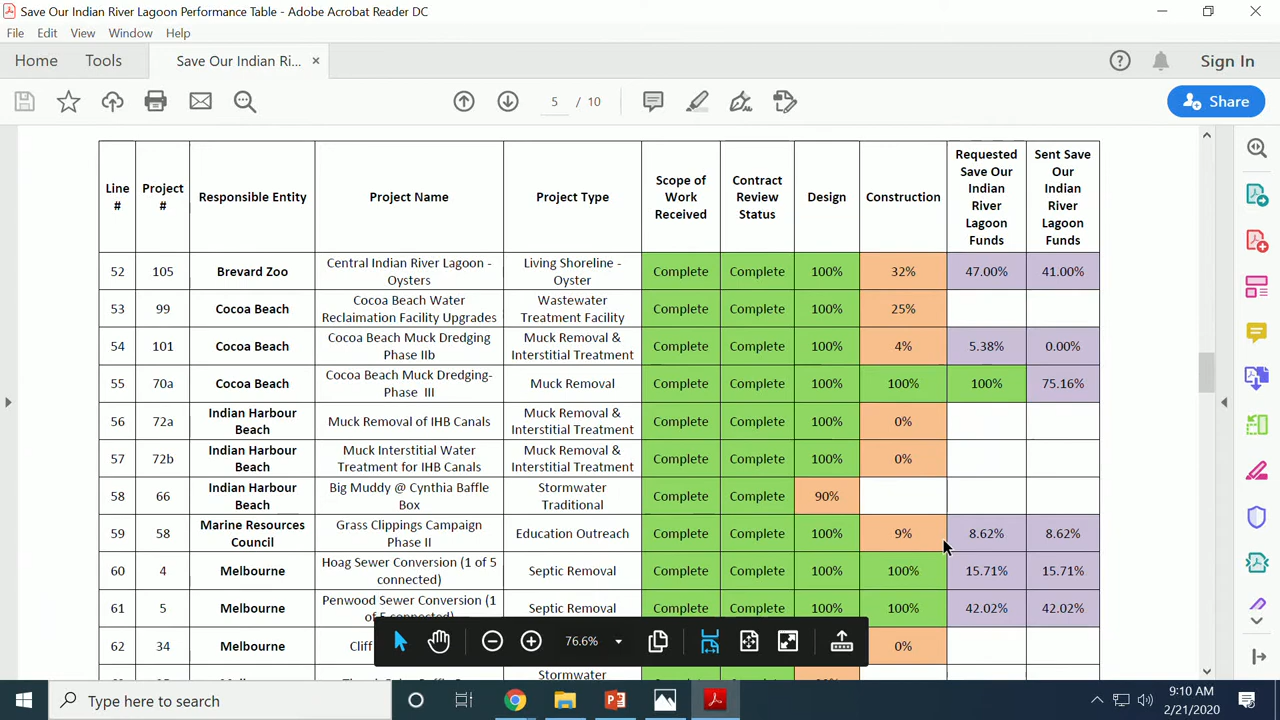 Save Our Indian River Lagoon Performance Table - Adobe Acrobat Reader DC
File Edit View Window Help
Home Tools Save Our Indian Ri... × Sign In
5 / 10 Share
Line # Project # Responsible Entity Project Name Project Type Scope of Work Received Contract Review Status Design Construction Requested Save Our Indian River Lagoon Funds Sent Save Our Indian River Lagoon Funds
52 105 Brevard Zoo Central Indian River Lagoon - Oysters Living Shoreline - Oyster Complete Complete 100% 32% 47.00% 41.00%
53 99 Cocoa Beach Cocoa Beach Water Reclamation Facility Upgrades Wastewater Treatment Facility Complete Complete 100% 25%
54 101 Cocoa Beach Cocoa Beach Muck Dredging Phase IIb Muck Removal & Interstitial Treatment Complete Complete 100% 4% 5.38% 0.00%
55 70a Cocoa Beach Cocoa Beach Muck Dredging- Phase III Muck Removal Complete Complete 100% 100% 100% 75.16%
56 72a Indian Harbour Beach Muck Removal of IHB Canals Muck Removal & Interstitial Treatment Complete Complete 100% 0%
57 72b Indian Harbour Beach Muck Interstitial Water Treatment for IHB Canals Muck Removal & Interstitial Treatment Complete Complete 100% 0%
58 66 Indian Harbour Beach Big Muddy @ Cynthia Baffle Box Stormwater Traditional Complete Complete 90%
59 58 Marine Resources Council Grass Clippings Campaign Phase II Education Outreach Complete Complete 100% 9% 8.62% 8.62%
60 4 Melbourne Hoag Sewer Conversion (1 of 5 connected) Septic Removal Complete Complete 100% 100% 15.71% 15.71%
61 5 Melbourne Penwood Sewer Conversion (1 of 5 connected) Septic Removal Complete Complete 100% 100% 42.02% 42.02%
62 34 Melbourne Cliff 0%
Stormwater
76.6%
Type here to search
9:10 AM
2/21/2020